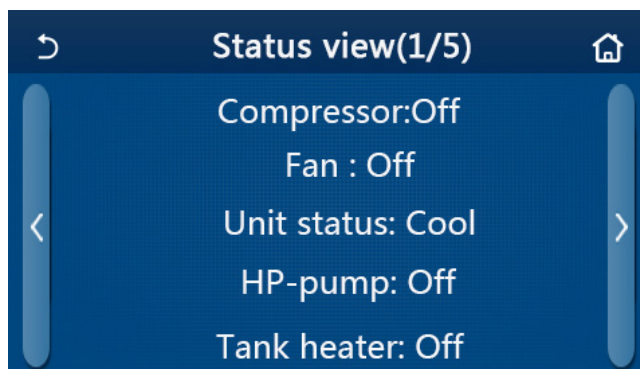 Status view(1/5)
Compressor:Off
Fan : Off
Unit status: Cool
HP-pump: Off
Tank heater: Off